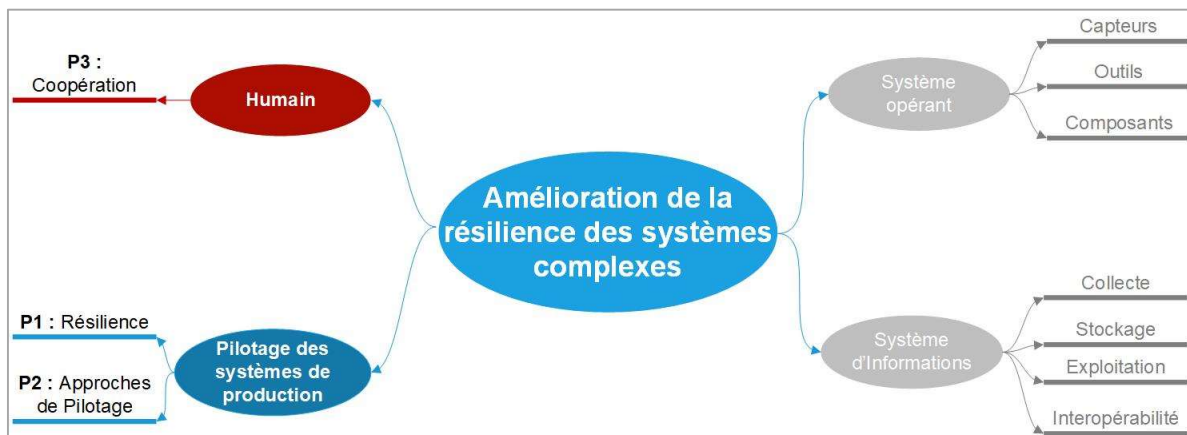 P3 :
Coopération
Humain
Amélioration de la
résilience des systèmes
complexes
P1 : Résilience
P2 : Approches
de Pilotage
Pilotage des
systèmes de
production
Système
opérant
Capteurs
Outils
Composants
Système
d'Informations
Collecte
Stockage
Exploitation
Interopérabilité